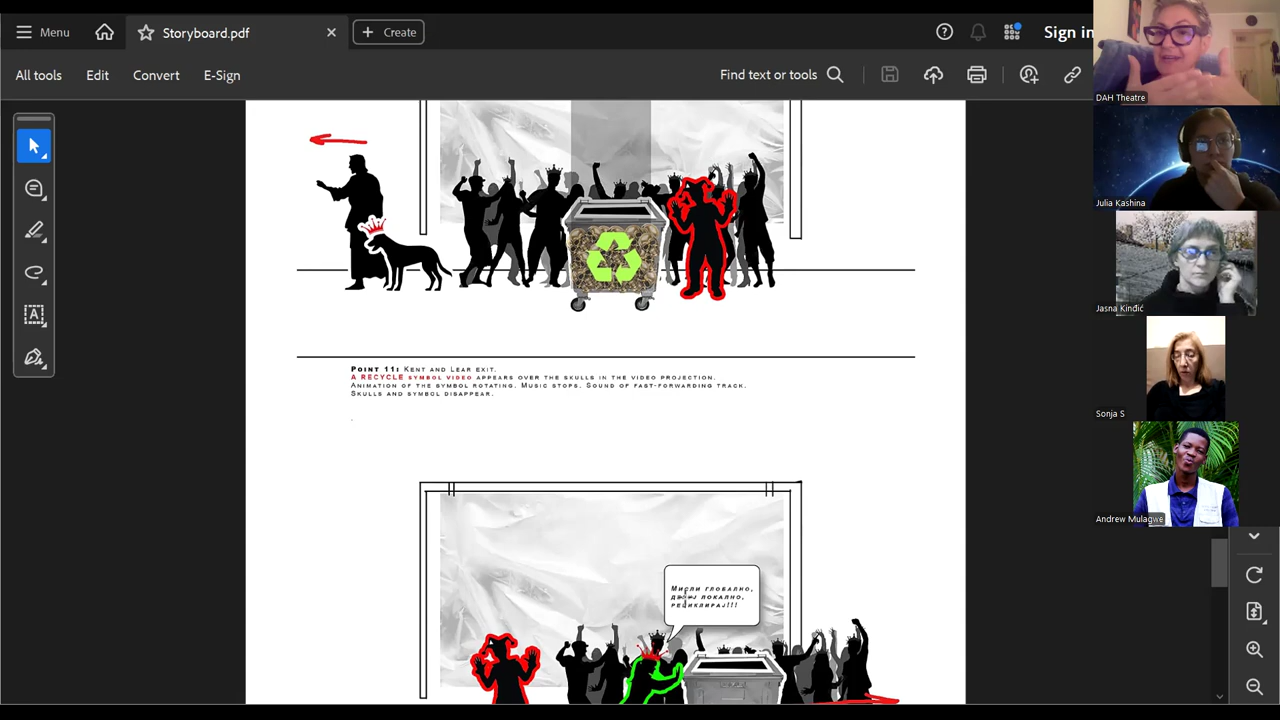 Menu
Storyboard.pdf
Create
Sign in
All tools
Edit
Convert
E-Sign
Find text or tools
DAH Theatre
Julia Kashina
Jasna Kinđić
Sonja S
Andrew Mulagwe
Point 11: Kent and Lear exit.
A RECYCLE symbol video appears over the skulls in the video projection.
Animation of the symbol rotating. Music stops. Sound of fast-forwarding track.
Skulls and symbol disappear.
Мисли глобално,
делај локално,
рециклирај!!!